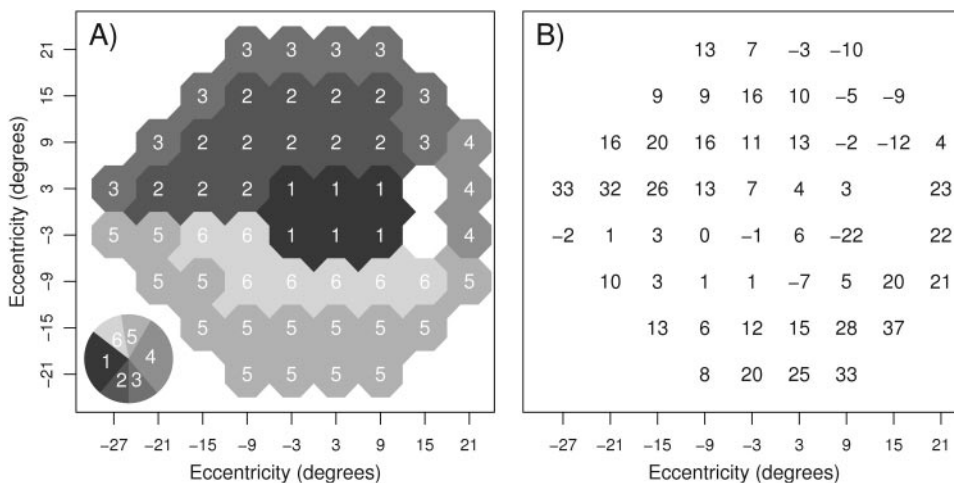 A)
Eccentricity (degrees)
21 3 3 3 3
15 3 2 2 2 2 3
9 3 2 2 2 2 2 3 4
3 3 2 2 2 1 1 1 4
−3 5 5 6 6 1 1 1 4
−9 5 5 6 6 6 6 6 5
−15 5 5 5 5 5 5
−21 5 5 5 5
1 2 3 4 5 6
−27 −21 −15 −9 −3 3 9 15 21
Eccentricity (degrees)
B)
13 7 −3 −10
9 9 16 10 −5 −9
16 20 16 11 13 −2 −12 4
33 32 26 13 7 4 3 23
−2 1 3 0 −1 6 −22 22
10 3 1 1 −7 5 20 21
13 6 12 15 28 37
8 20 25 33
−27 −21 −15 −9 −3 3 9 15 21
Eccentricity (degrees)